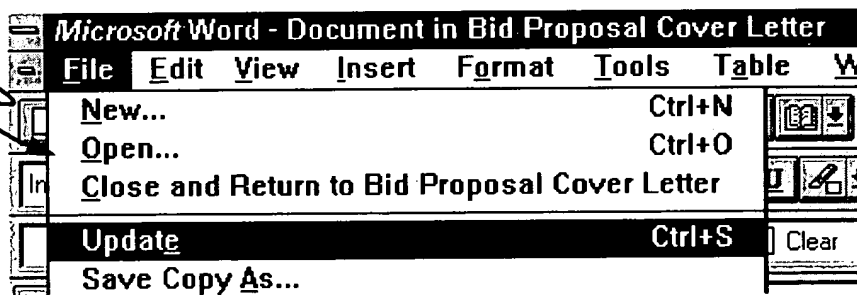 Microsoft Word - Document in Bid Proposal Cover Letter
File Edit View Insert Format Tools Table W
New... Ctrl+N
Open... Ctrl+O
In
Close and Return to Bid Proposal Cover Letter U
Update Ctrl+S Clear
Save Copy As...